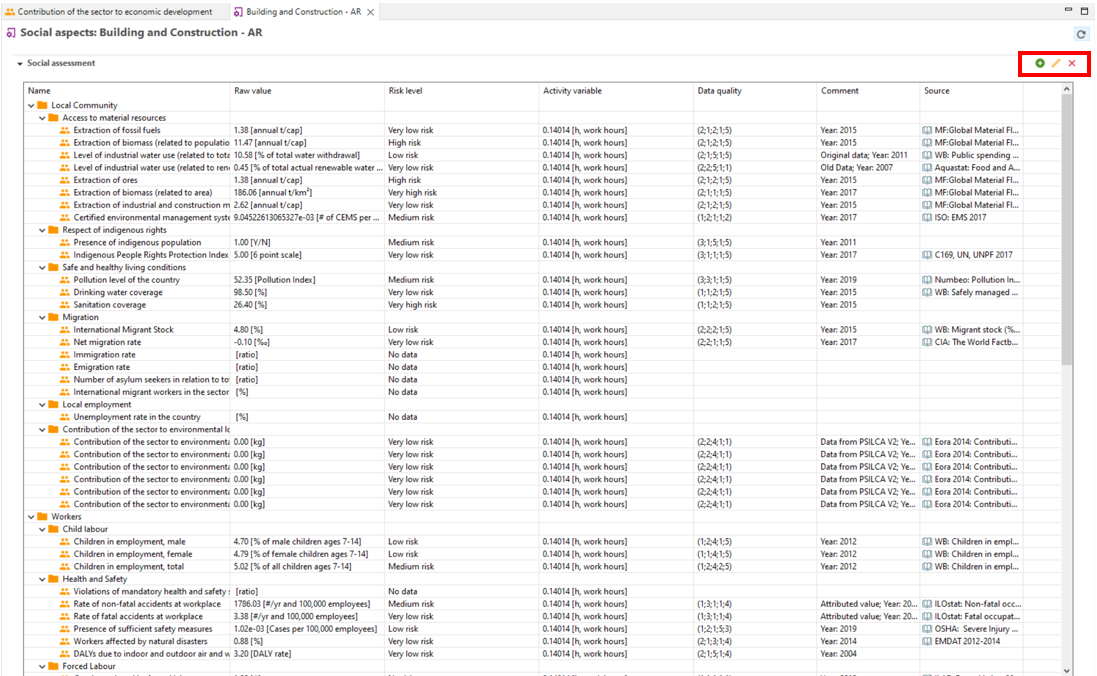 Contribution of the sector to economic development
Building and Construction - AR
Social aspects: Building and Construction - AR
Social assessment
Name Raw value Risk level Activity variable Data quality Comment Source
Local Community
Access to material resources
Extraction of fossil fuels 1.38 [annual t/cap] Very low risk 0.14014 [h, work hours] (2;1;2;1;5) Year: 2015 MF:Global Material Fl...
Extraction of biomass (related to populatio 11.47 [annual t/cap] High risk 0.14014 [h, work hours] (2;1;2;1;5) Year: 2015 MF:Global Material Fl...
Level of industrial water use (related to tota 10.58 [% of total water withdrawal] Low risk 0.14014 [h, work hours] (2;1;5;1;5) Original data; Year: 2011 WB: Public spending ...
Level of industrial water use (related to rene 0.45 [% of total actual renewable water ... Very low risk 0.14014 [h, work hours] (2;2;5;1;1) Old Data; Year: 2007 Aquastat: Food and A...
Extraction of ores 1.38 [annual t/cap] High risk 0.14014 [h, work hours] (2;1;2;1;5) Year: 2015 MF:Global Material Fl...
Extraction of biomass (related to area) 186.06 [annual t/km²] Very high risk 0.14014 [h, work hours] (2;1;1;1;5) Year: 2017 MF:Global Material Fl...
Extraction of industrial and construction m 2.62 [annual t/cap] Very low risk 0.14014 [h, work hours] (2;1;2;1;5) Year: 2015 MF:Global Material Fl...
Certified environmental management syst 9.04522613065327e-03 [# of CEMS per ... Medium risk 0.14014 [h, work hours] (1;2;1;1;2) Year: 2017 ISO: EMS 2017
Respect of indigenous rights
Presence of indigenous population 1.00 [Y/N] Medium risk 0.14014 [h, work hours] (3;1;5;1;5) Year: 2011
Indigenous People Rights Protection Index 5.00 [6 point scale] Very low risk 0.14014 [h, work hours] (3;1;1;1;5) Year: 2017 C169, UN, UNPF 2017
Safe and healthy living conditions
Pollution level of the country 52.35 [Pollution Index] Medium risk 0.14014 [h, work hours] (3;3;1;1;5) Year: 2019 Numbeo: Pollution In...
Drinking water coverage 98.50 [%] Very low risk 0.14014 [h, work hours] (1;1;2;1;5) Year: 2015 WB: Safely managed ...
Sanitation coverage 26.40 [%] Very high risk 0.14014 [h, work hours] (1;1;2;1;5) Year: 2015
Migration
International Migrant Stock 4.80 [%] Low risk 0.14014 [h, work hours] (2;2;2;1;5) Year: 2015 WB: Migrant stock (%...
Net migration rate -0.10 [‰] Very low risk 0.14014 [h, work hours] (2;2;1;1;5) Year: 2017 CIA: The World Factb...
Immigration rate [ratio] No data 0.14014 [h, work hours]
Emigration rate [ratio] No data 0.14014 [h, work hours]
Number of asylum seekers in relation to to [ratio] No data 0.14014 [h, work hours]
International migrant workers in the sector [%] No data 0.14014 [h, work hours]
Local employment
Unemployment rate in the country [%] No data 0.14014 [h, work hours]
Contribution of the sector to environmental lo
Contribution of the sector to environmenta 0.00 [kg] Very low risk 0.14014 [h, work hours] (2;2;4;1;1) Data from PSILCA V2; Ye... Eora 2014: Contributi...
Contribution of the sector to environmenta 0.00 [kg] Very low risk 0.14014 [h, work hours] (2;2;4;1;1) Data from PSILCA V2; Ye... Eora 2014: Contributi...
Contribution of the sector to environmenta 0.00 [kg] Very low risk 0.14014 [h, work hours] (2;2;4;1;1) Data from PSILCA V2; Ye... Eora 2014: Contributi...
Contribution of the sector to environmenta 0.00 [kg] Very low risk 0.14014 [h, work hours] (2;2;4;1;1) Data from PSILCA V2; Ye... Eora 2014: Contributi...
Contribution of the sector to environmenta 0.00 [kg] Very low risk 0.14014 [h, work hours] (2;2;4;1;1) Data from PSILCA V2; Ye... Eora 2014: Contributi...
Contribution of the sector to environmenta 0.00 [kg] Very low risk 0.14014 [h, work hours] (2;2;4;1;1) Data from PSILCA V2; Ye... Eora 2014: Contributi...
Workers
Child labour
Children in employment, male 4.70 [% of male children ages 7-14] Low risk 0.14014 [h, work hours] (1;2;4;1;5) Year: 2012 WB: Children in empl...
Children in employment, female 4.79 [% of female children ages 7-14] Low risk 0.14014 [h, work hours] (1;1;4;1;5) Year: 2012 WB: Children in empl...
Children in employment, total 5.02 [% of all children ages 7-14] Medium risk 0.14014 [h, work hours] (1;2;4;2;5) Year: 2012 WB: Children in empl...
Health and Safety
Violations of mandatory health and safety s [ratio] No data 0.14014 [h, work hours]
Rate of non-fatal accidents at workplace 1786.03 [#/yr and 100,000 employees] Medium risk 0.14014 [h, work hours] (1;3;1;1;4) Attributed value; Year: 20... ILOstat: Non-fatal occ...
Rate of fatal accidents at workplace 3.38 [#/yr and 100,000 employees] Very low risk 0.14014 [h, work hours] (1;3;1;1;4) Attributed value; Year: 20... ILOstat: Fatal occupat...
Presence of sufficient safety measures 1.02e-03 [Cases per 100,000 employees] Low risk 0.14014 [h, work hours] (1;2;1;5;3) Year: 2019 OSHA: Severe Injury ...
Workers affected by natural disasters 0.88 [%] Very low risk 0.14014 [h, work hours] (2;1;3;1;4) Year: 2014 EMDAT 2012-2014
DALYs due to indoor and outdoor air and w 3.20 [DALY rate] Very low risk 0.14014 [h, work hours] (2;1;5;1;4) Year: 2004
Forced Labour